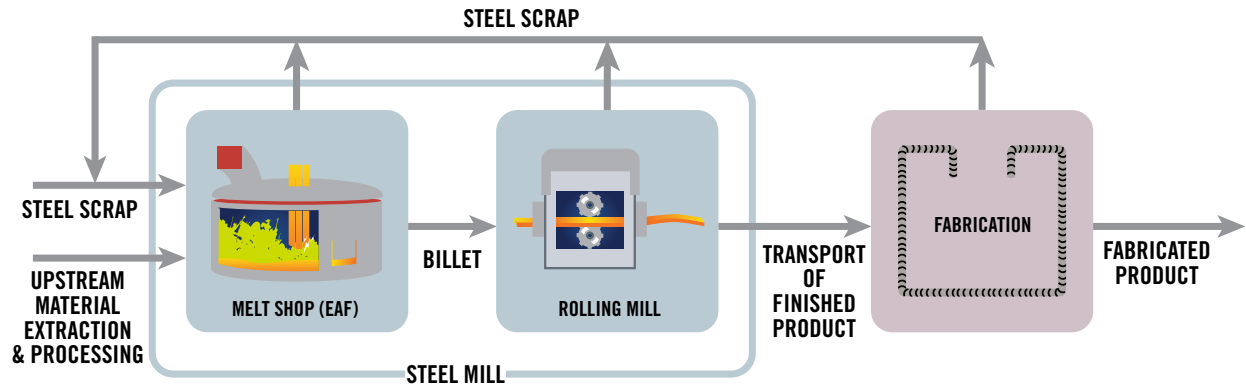 STEEL SCRAP
STEEL SCRAP
UPSTREAM
MATERIAL
EXTRACTION
& PROCESSING
MELT SHOP (EAF)
BILLET
ROLLING MILL
STEEL MILL
TRANSPORT
OF
FINISHED
PRODUCT
FABRICATION
FABRICATED
PRODUCT